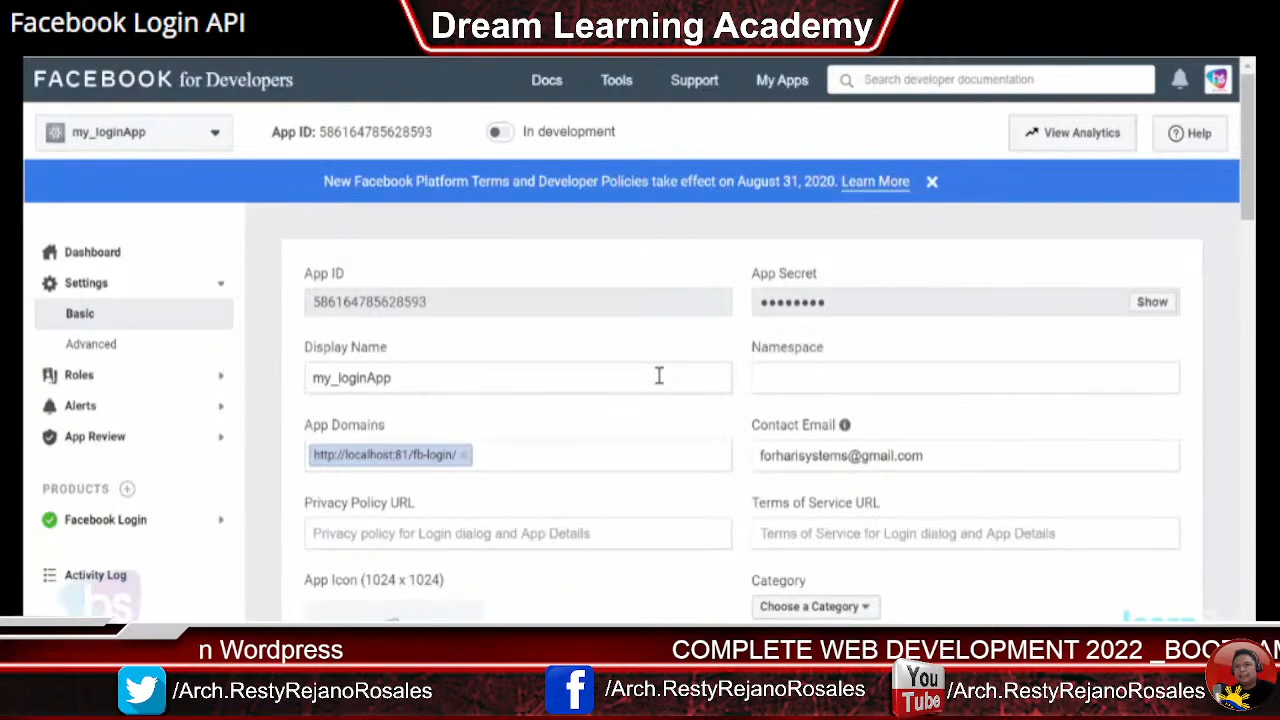 Facebook Login API
Dream Learning Academy
FACEBOOK for Developers
Docs
Tools
Support
My Apps
Search developer documentation
my_loginApp
App ID: 586164785628593
In development
View Analytics
Help
New Facebook Platform Terms and Developer Policies take effect on August 31, 2020. Learn More
Dashboard
Settings
Basic
Advanced
Roles
Alerts
App Review
PRODUCTS
Facebook Login
Activity Log
App ID
586164785628593
App Secret
Show
Display Name
my_loginApp
Namespace
App Domains
http://localhost:81/fb-login/
Contact Email
forharisystems@gmail.com
Privacy Policy URL
Privacy policy for Login dialog and App Details
Terms of Service URL
Terms of Service for Login dialog and App Details
App Icon (1024 x 1024)
Category
Choose a Category
hs
n Wordpress
COMPLETE WEB DEVELOPMENT 2022
/Arch.RestyRejanoRosales
/Arch.RestyRejanoRosales
You Tube
/Arch.RestyRejanoRosales